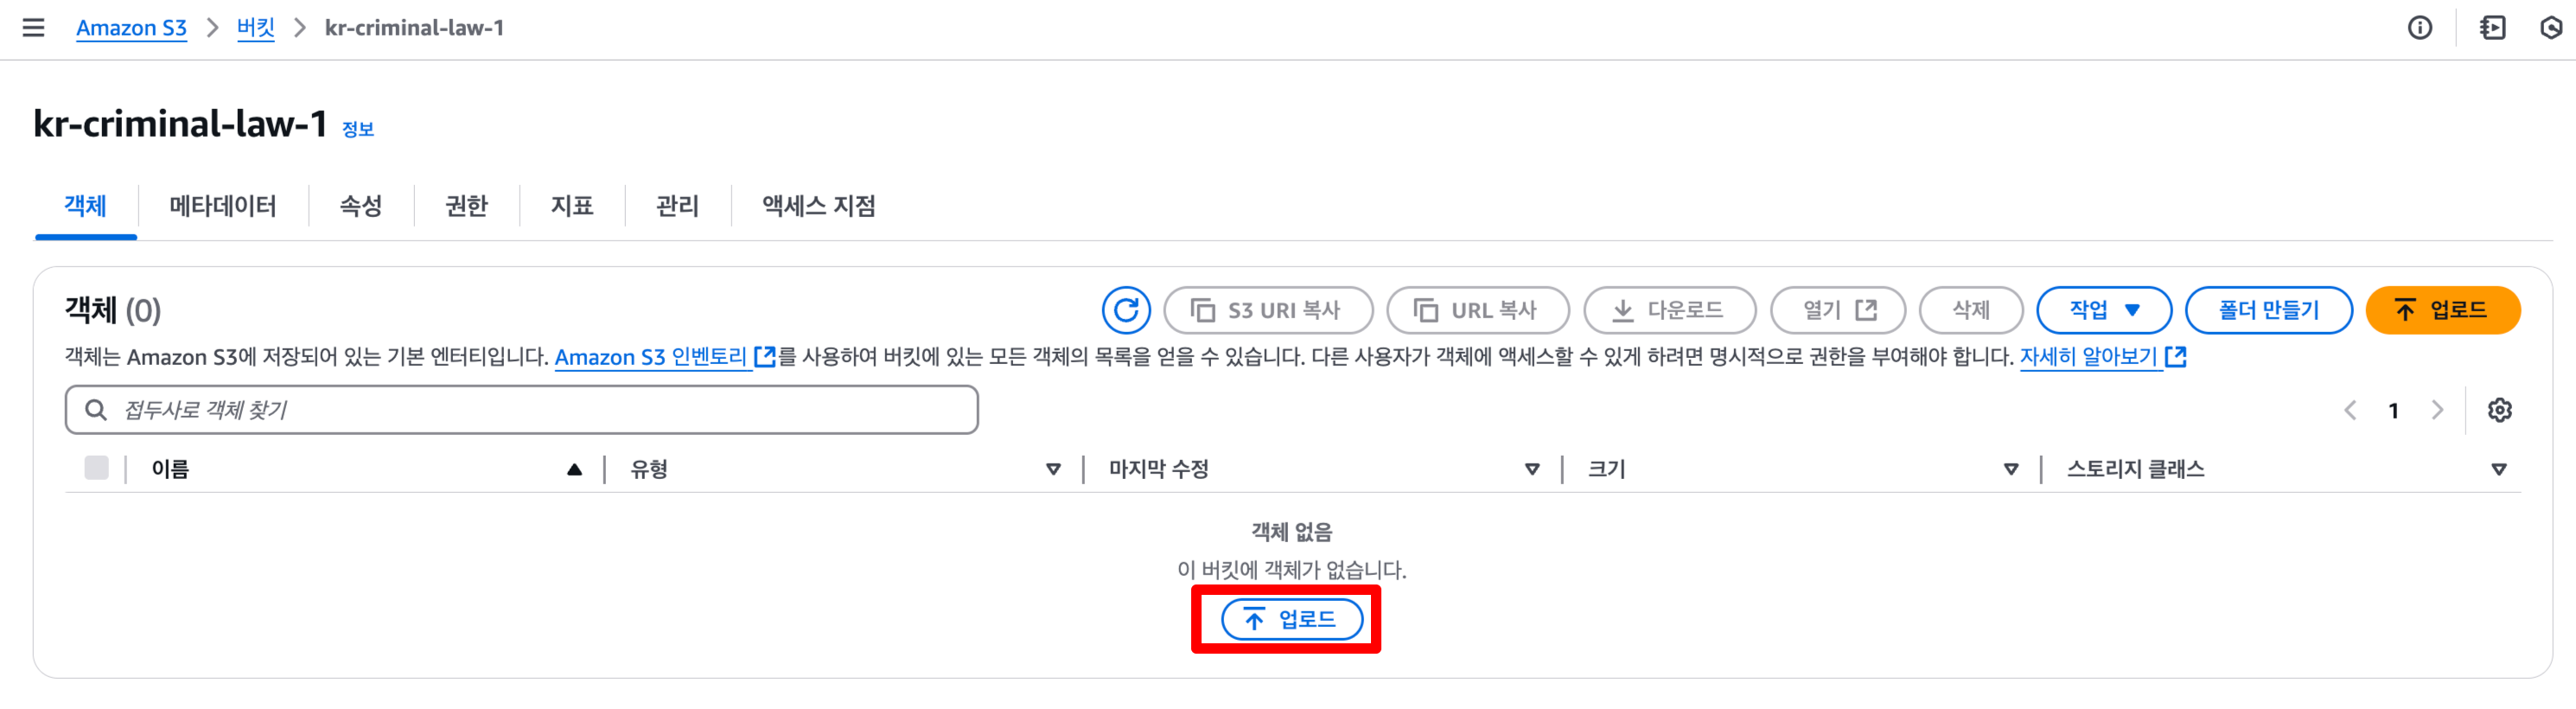 Amazon S3 > 버킷 > kr-criminal-law-1
kr-criminal-law-1 정보
객체 메타데이터 속성 권한 지표 관리 액세스 지점
객체 (0) S3 URI 복사 URL 복사 다운로드 열기 삭제 작업 폴더 만들기 업로드
객체는 Amazon S3에 저장되어 있는 기본 엔터티입니다. Amazon S3 인벤토리 를 사용하여 버킷에 있는 모든 객체의 목록을 얻을 수 있습니다. 다른 사용자가 객체에 액세스할 수 있게 하려면 명시적으로 권한을 부여해야 합니다. 자세히 알아보기
접두사로 객체 찾기 1
이름 유형 마지막 수정 크기 스토리지 클래스
객체 없음
이 버킷에 객체가 없습니다.
업로드